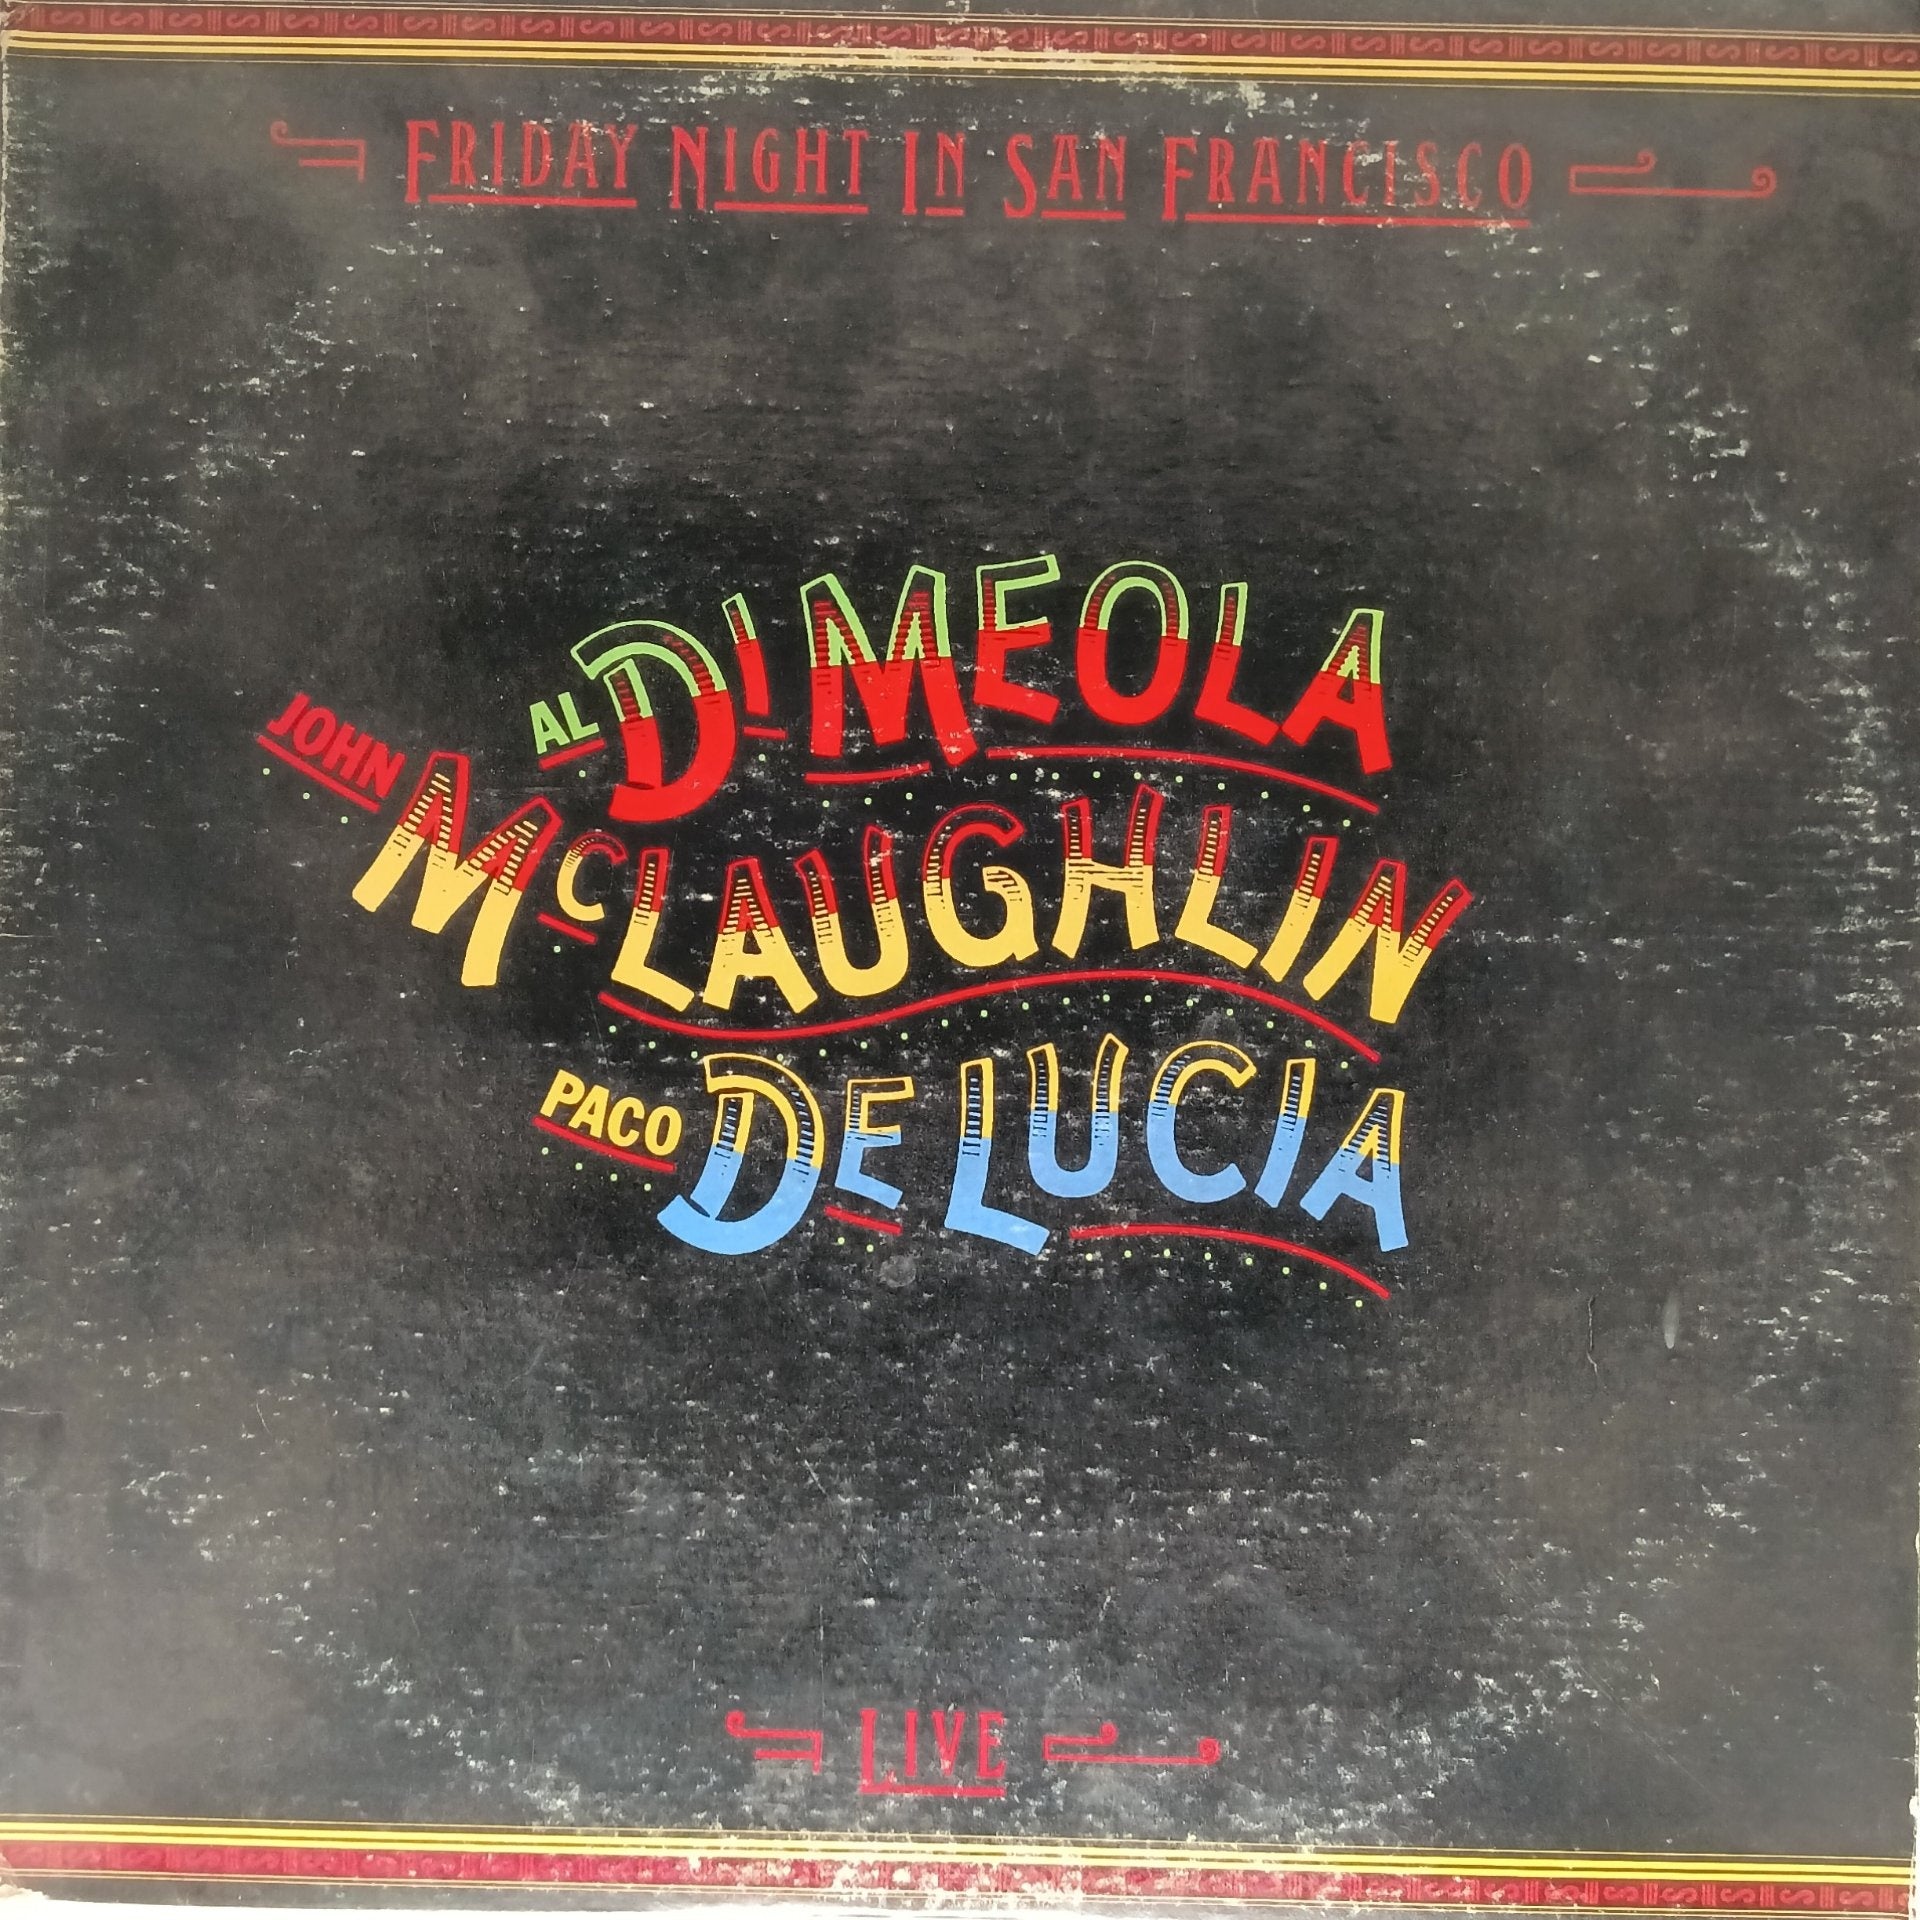 FRIDAY NIGHT IN SAN FRANCISCO
AL DI MEOLA
JOHN McLAUGHLIN
PACO DE LUCIA
LIVE